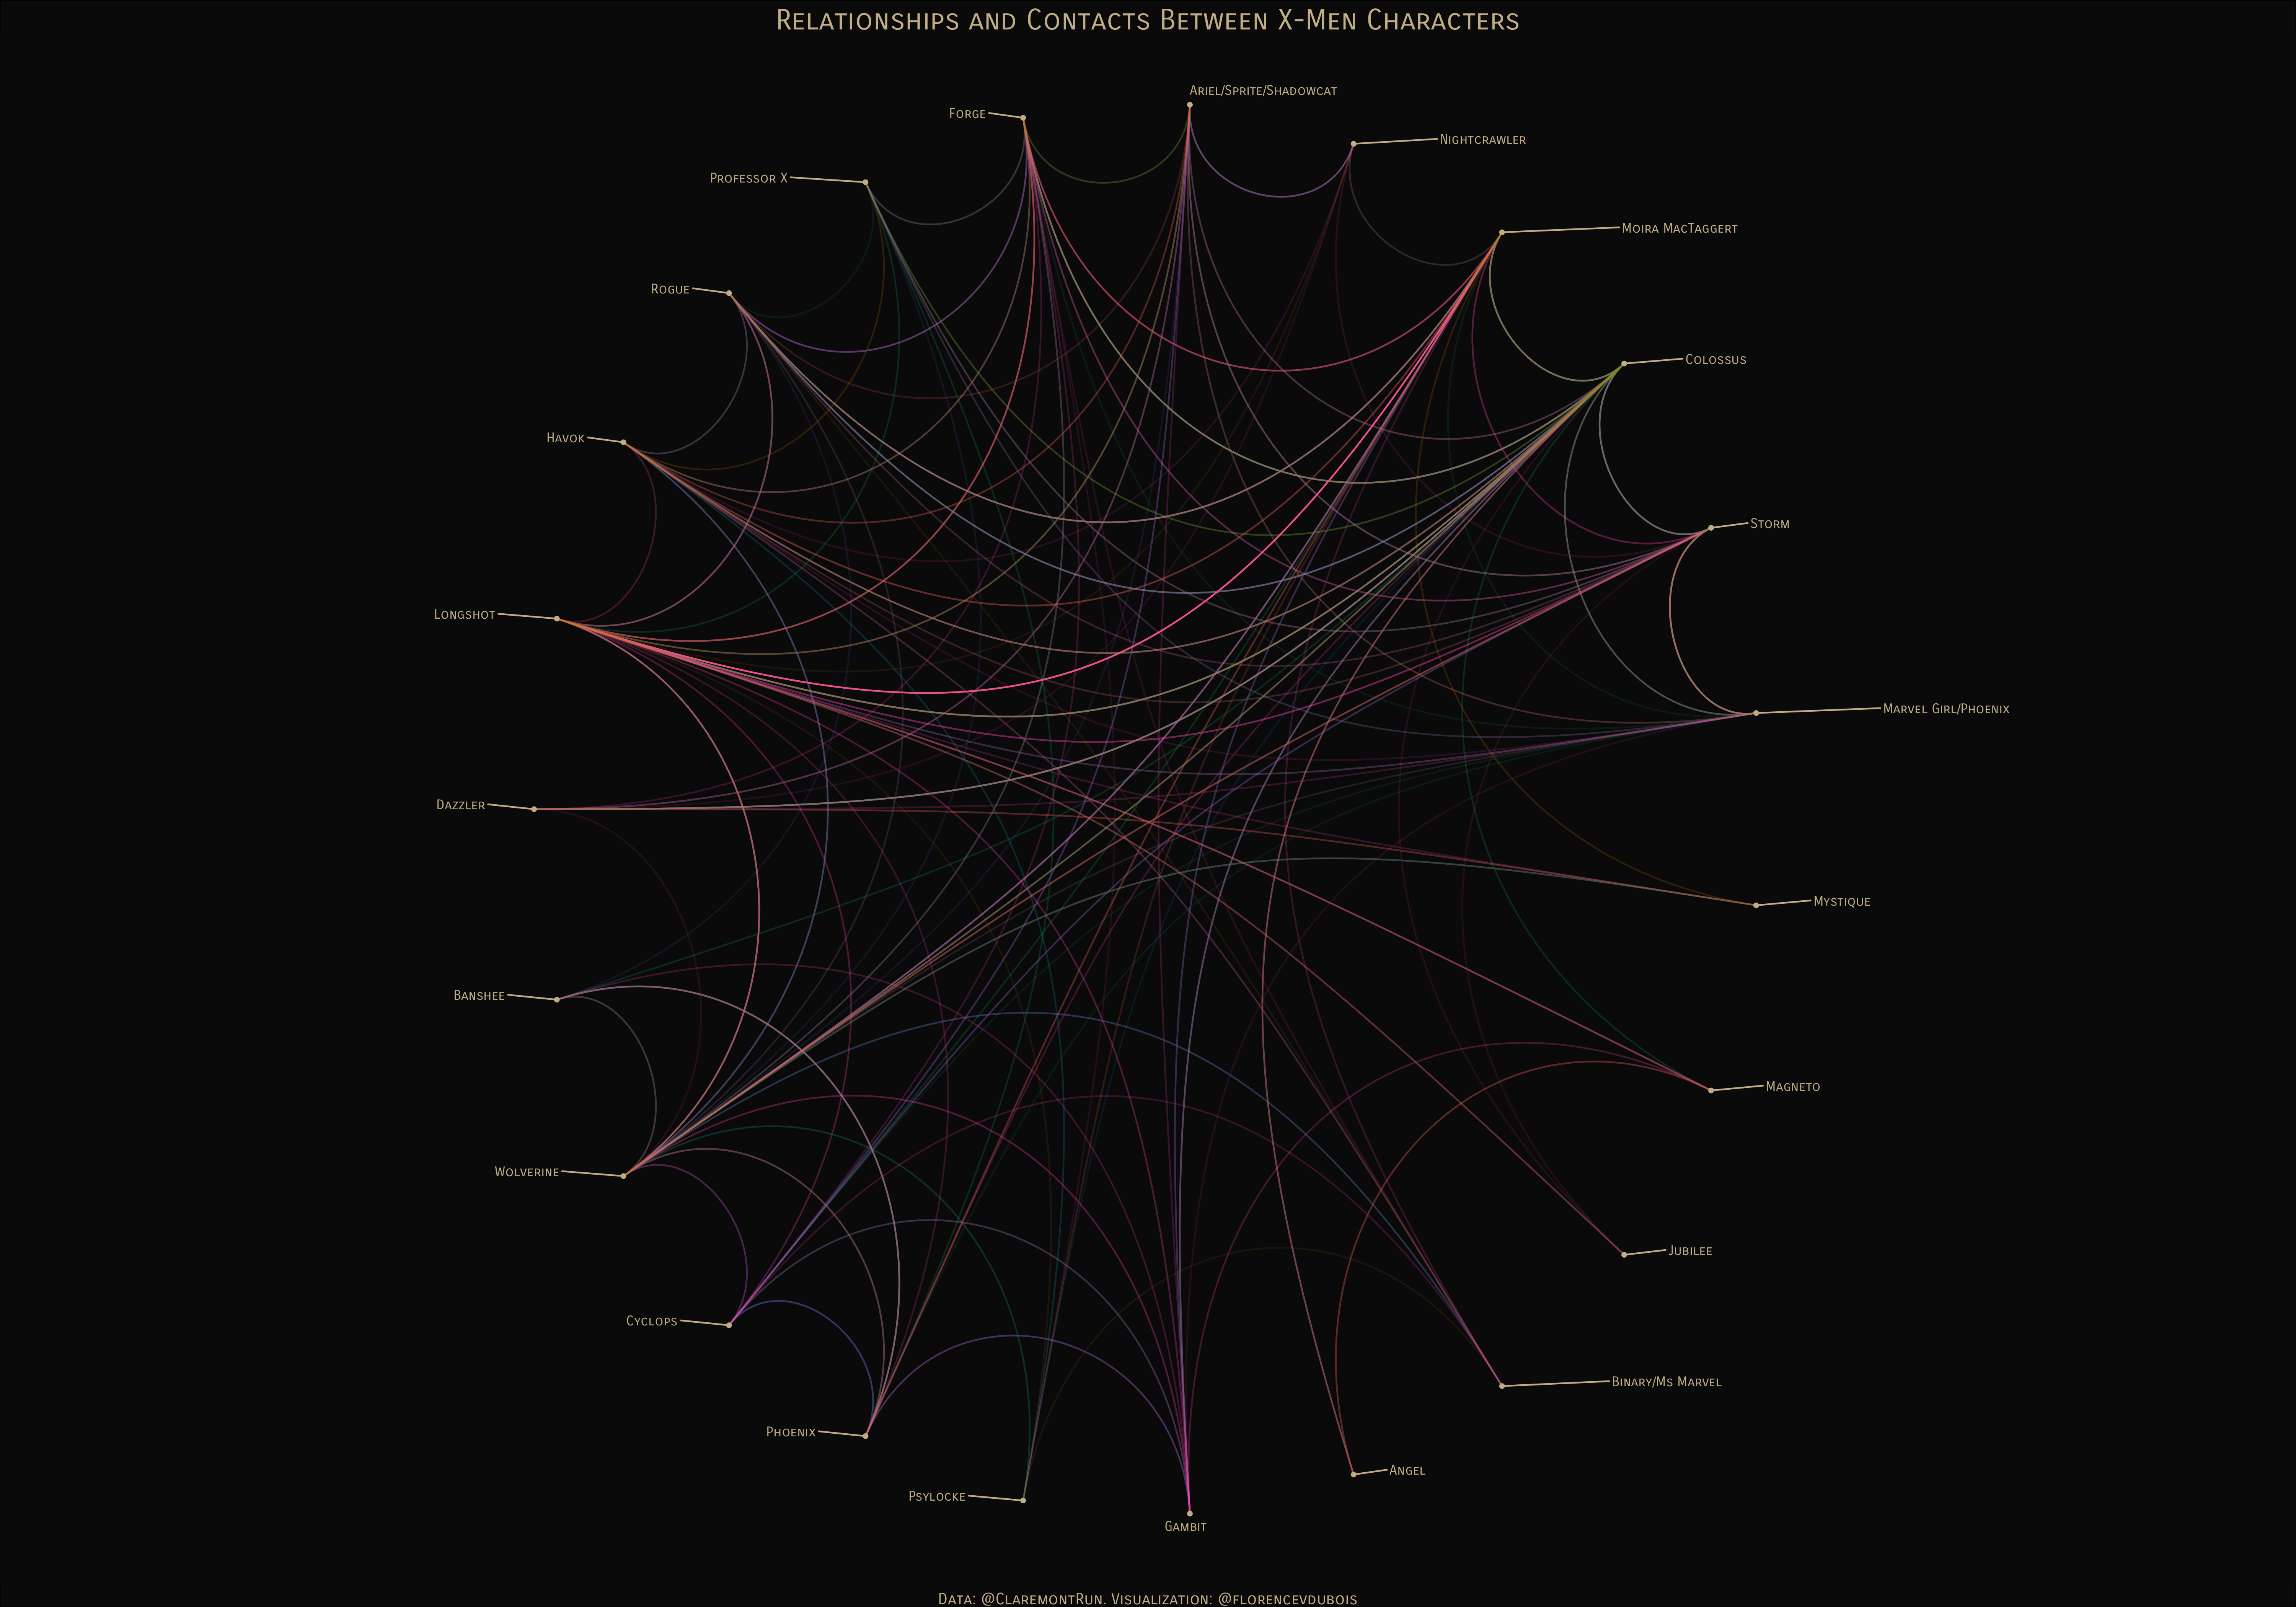 Relationships and Contacts Between X-Men Characters
Ariel/Sprite/Shadowcat
Forge
Nightcrawler
Professor X
Moira MacTaggert
Rogue
Colossus
Havok
Storm
Longshot
Marvel Girl/Phoenix
Dazzler
Mystique
Banshee
Magneto
Wolverine
Jubilee
Cyclops
Binary/Ms Marvel
Phoenix
Angel
Psylocke
Gambit
Data: @ClaremontRun. Visualization: @florencevdubois